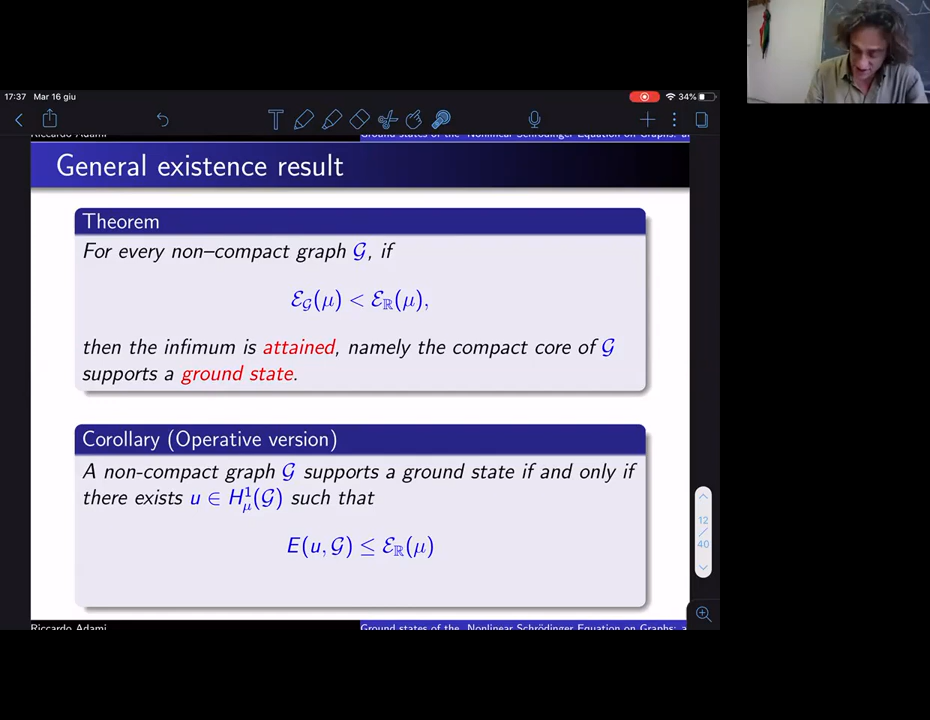 17:37 Mar 16 giu
34%
Riccardo Adami
Ground states of the Nonlinear Schrödinger Equation on Graphs: a
General existence result
Theorem
For every non–compact graph 𝒢, if
ℰ_𝒢(μ) < ℰ_ℝ(μ),
then the infimum is attained, namely the compact core of 𝒢
supports a ground state.
Corollary (Operative version)
A non-compact graph 𝒢 supports a ground state if and only if
there exists u ∈ H¹_μ(𝒢) such that
E(u, 𝒢) ≤ ℰ_ℝ(μ)
12
/
40
Riccardo Adami
Ground states of the Nonlinear Schrödinger Equation on Graphs: a